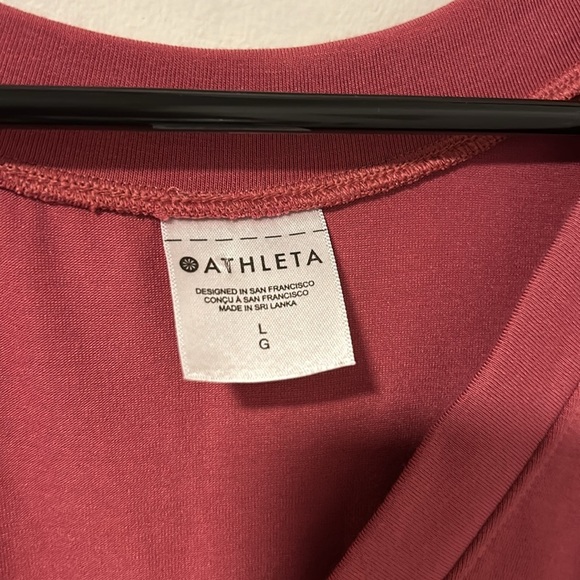 ATHLETA
DESIGNED IN SAN FRANCISCO
CONÇU À SAN FRANCISCO
MADE IN SRI LANKA
L
G